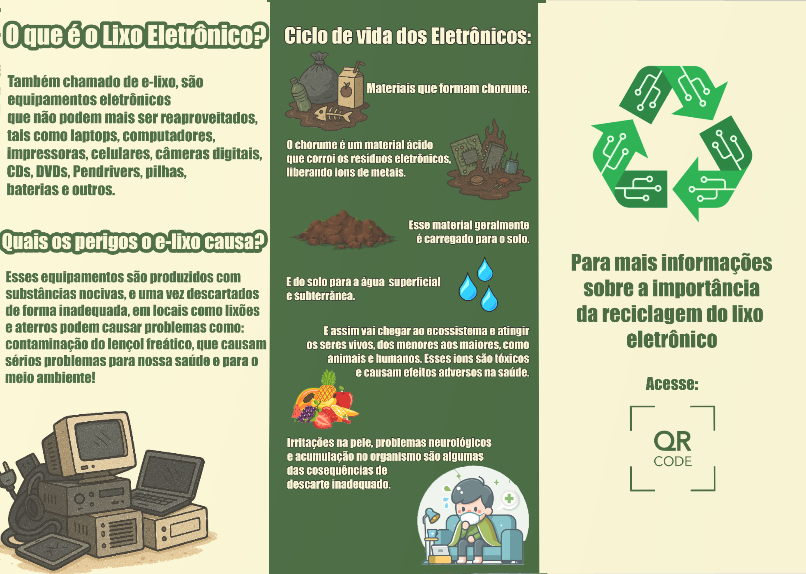 O que é o Lixo Eletrônico?
Também chamado de e-lixo, são
equipamentos eletrônicos
que não podem mais ser reaproveitados,
tais como laptops, computadores,
impressoras, celulares, câmeras digitais,
CDs, DVDs, Pendrivers, pilhas,
baterias e outros.
Quais os perigos o e-lixo causa?
Esses equipamentos são produzidos com
substâncias nocivas, e uma vez descartados
de forma inadequada, em locais como lixões
e aterros podem causar problemas como:
contaminação do lençol freático, que causam
sérios problemas para nossa saúde e para o
meio ambiente!
Ciclo de vida dos Eletrônicos:
Materiais que formam chorume.
O chorume é um material ácido
que corroi os resíduos eletrônicos,
liberando íons de metais.
Esse material geralmente
é carregado para o solo.
E do solo para a água superficial
e subterrânea.
E assim vai chegar ao ecossistema e atingir
os seres vivos, dos menores aos maiores, como
animais e humanos. Esses íons são tóxicos
e causam efeitos adversos na saúde.
Irritações na pele, problemas neurológicos
e acumulação no organismo são algumas
das cosequências de
descarte inadequado.
Para mais informações
sobre a importância
da reciclagem do lixo
eletrônico
Acesse:
QR
CODE